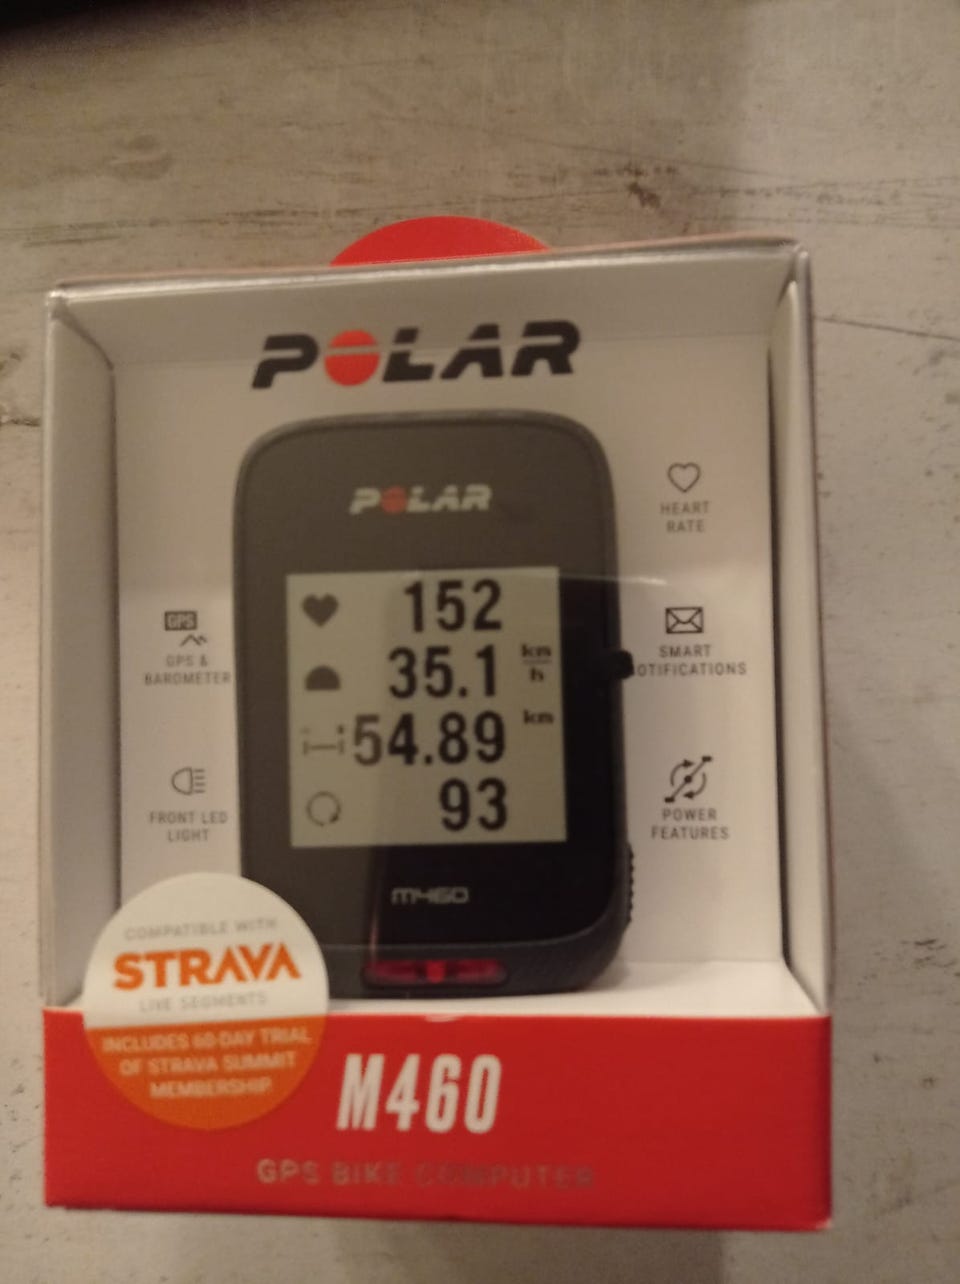 POLAR
POLAR
HEART
RATE
152
35.1 km
h
54.89 km
93
GPS
GPS &
BAROMETER
SMART
OTIFICATIONS
FRONT LED
LIGHT
POWER
FEATURES
M460
COMPATIBLE WITH
STRAVA
LIVE SEGMENTS
INCLUDES 60-DAY TRIAL
OF STRAVA SUMMIT
MEMBERSHIP.
M460
GPS BIKE COMPUTER